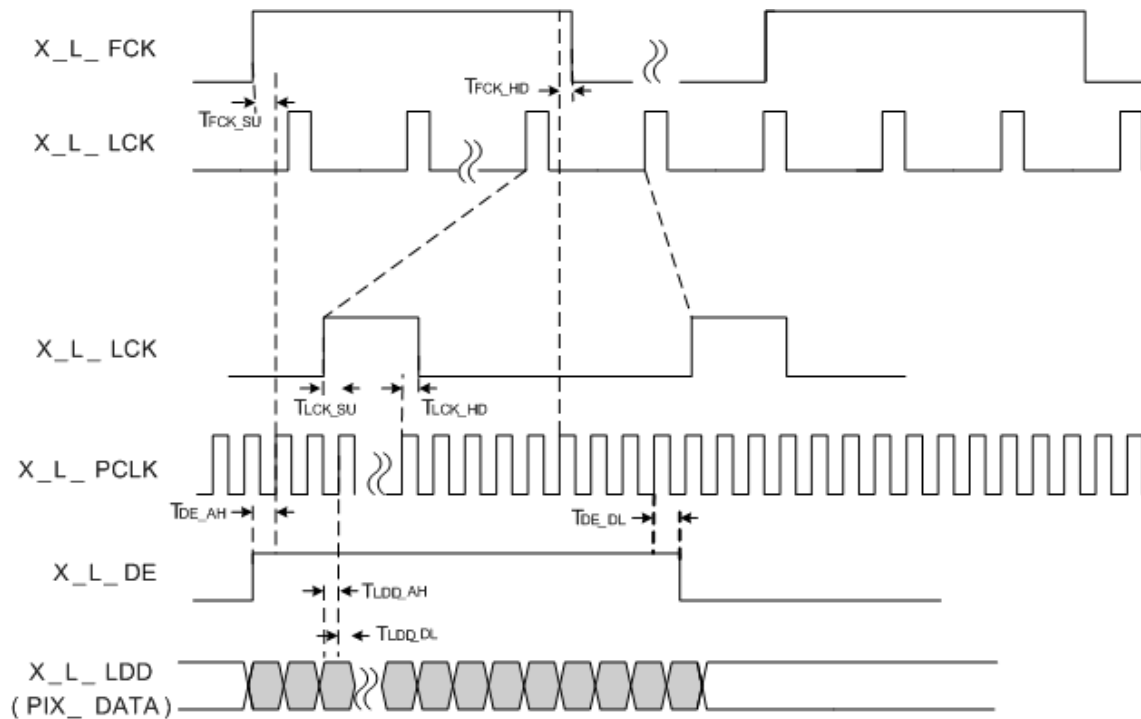 X_L_ FCK
TFCK_HD
TFCK_SU
X_L_ LCK
X_L_ LCK
TLCK_SU
TLCK_HD
X_L_ PCLK
TDE_AH
TDE_DL
X_L_ DE
TLDD_AH
TLDD_DL
X_L_ LDD
( PIX_ DATA)